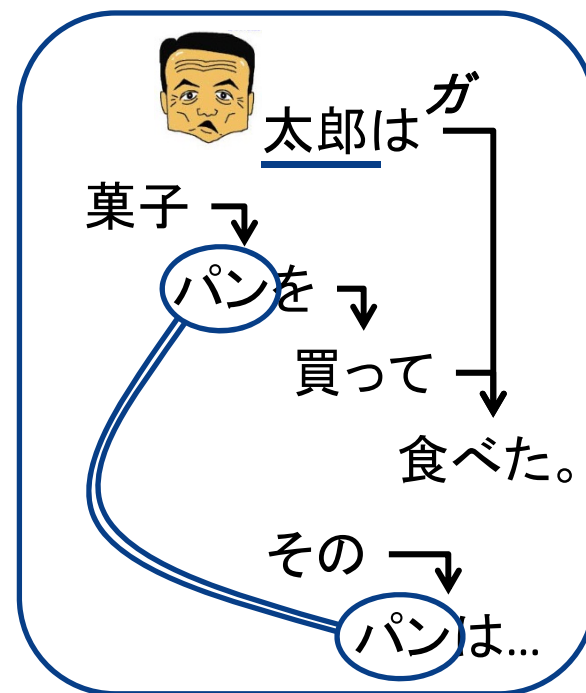 ガ
太郎は
菓子
パンを
買って
食べた。
その
パンは...